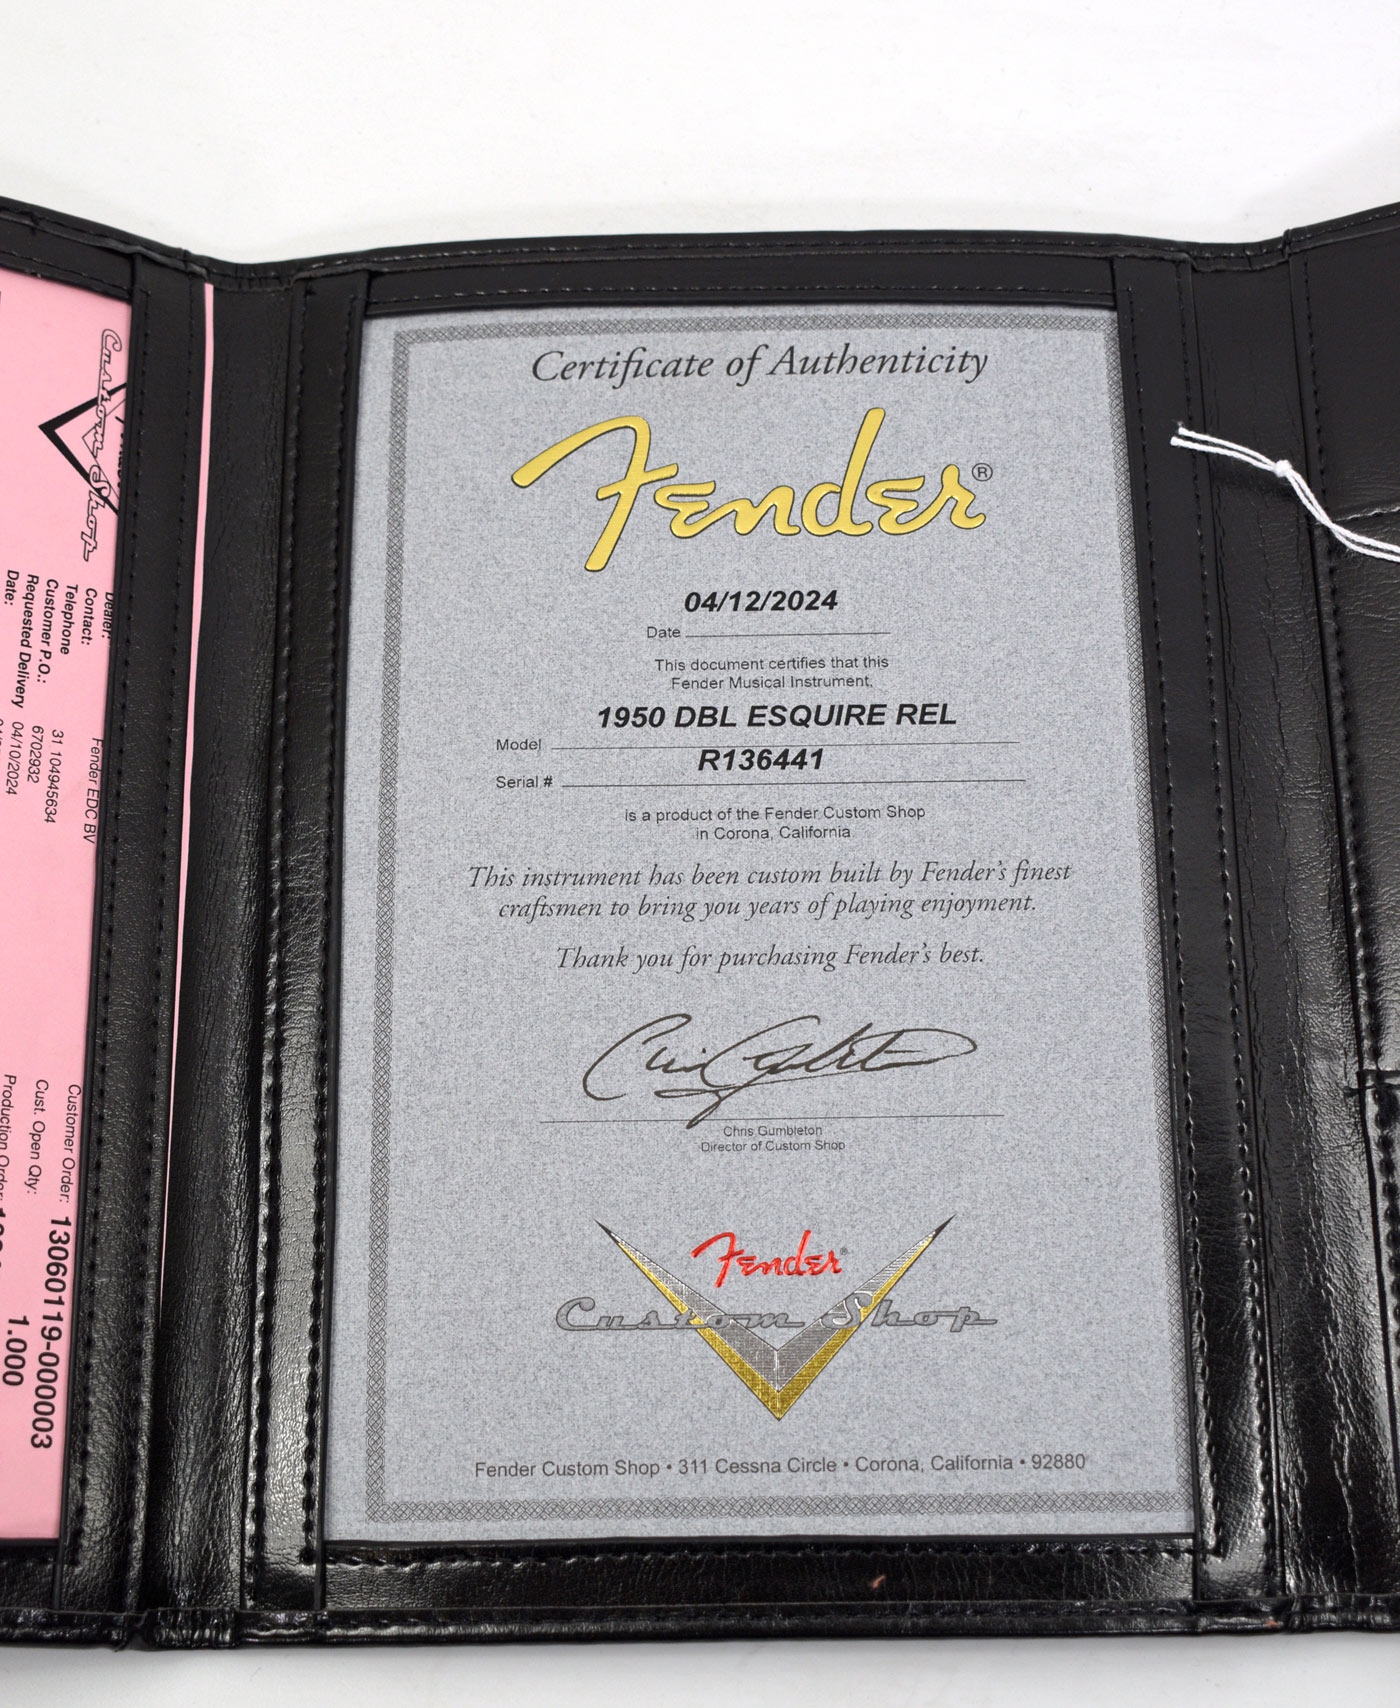 Certificate of Authenticity
Fender®
04/12/2024
Date
This document certifies that this
Fender Musical Instrument,
1950 DBL ESQUIRE REL
Model
R136441
Serial #
is a product of the Fender Custom Shop
in Corona, California
This instrument has been custom built by Fender's finest
craftsmen to bring you years of playing enjoyment.
Thank you for purchasing Fender's best.
Chris Gumbleton
Director of Custom Shop
Fender®
Custom Shop
Fender Custom Shop • 311 Cessna Circle • Corona, California • 92880
Custom Shop
Dealer: Fender EDC BV
Contact:
Telephone 31 104945634
Customer P.O.: 6702932
Requested Delivery 04/10/2024
Date:
Customer Order: 13060119-000003
Cust. Open Qty: 1.000
Production Order: